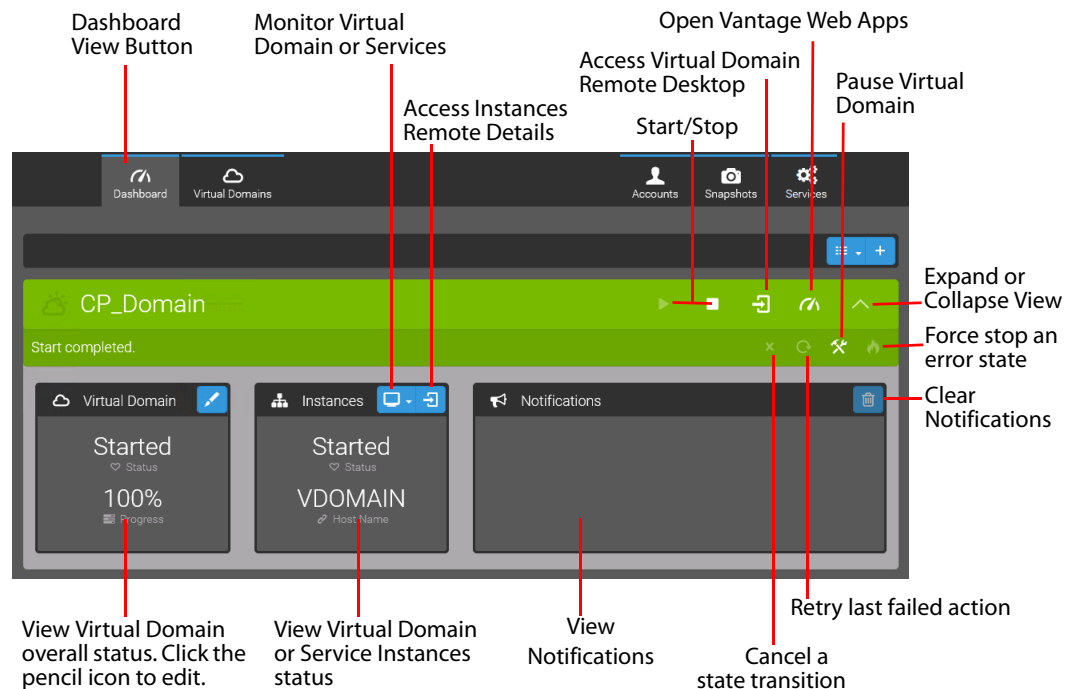 Dashboard
View Button
Monitor Virtual
Domain or Services
Open Vantage Web Apps
Access Virtual Domain
Remote Desktop
Pause Virtual
Domain
Access Instances
Remote Details
Start/Stop
Dashboard
Virtual Domains
Accounts
Snapshots
Services
CP_Domain
Expand or
Collapse View
Start completed.
Force stop an
error state
Virtual Domain
Instances
Notifications
Clear
Notifications
Started
Status
100%
Progress
Started
Status
VDOMAIN
Host Name
View Virtual Domain
overall status. Click the
pencil icon to edit.
View Virtual Domain
or Service Instances
status
View
Notifications
Retry last failed action
Cancel a
state transition